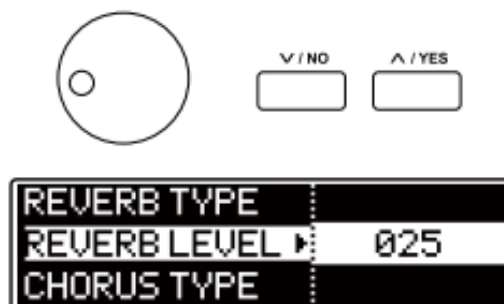 ∨ / NO ∧ / YES
REVERB TYPE
REVERB LEVEL ▸ 025
CHORUS TYPE